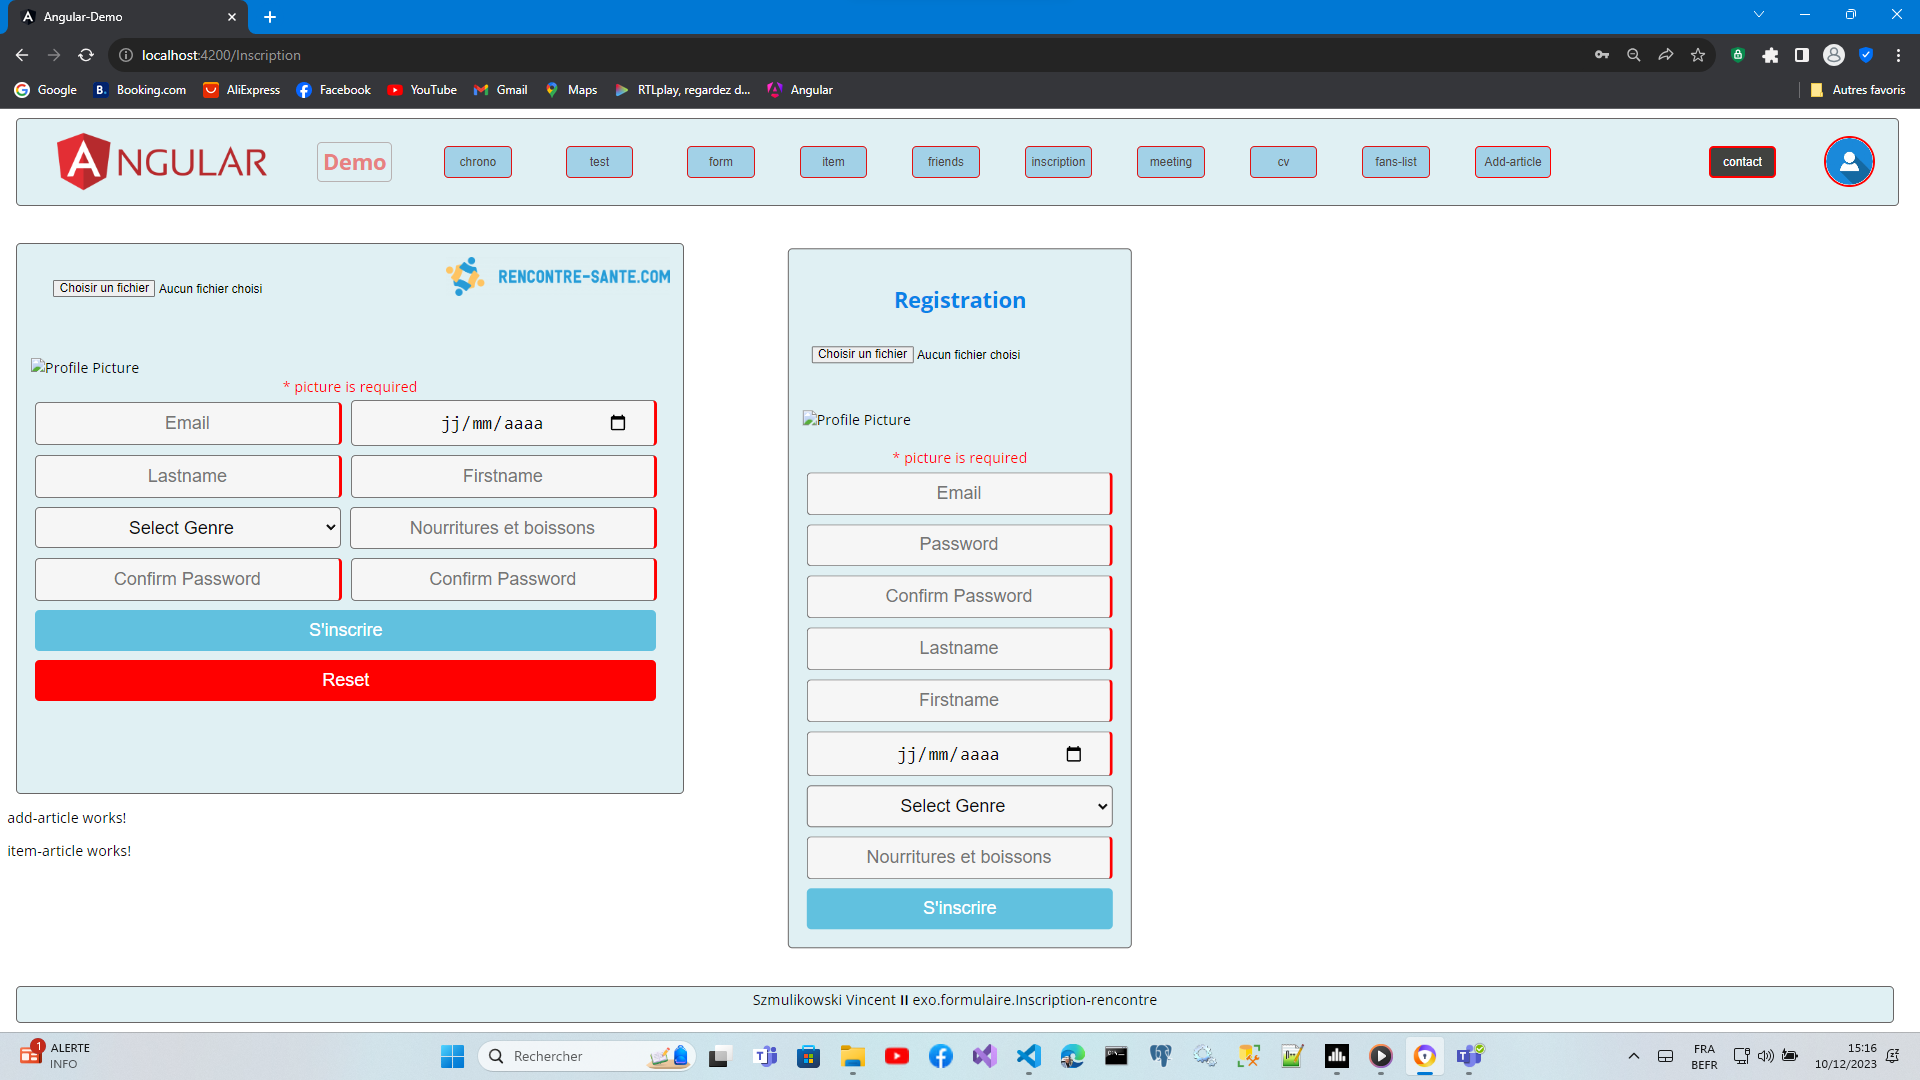 Angular-Demo
localhost:4200/Inscription
Google Booking.com AliExpress Facebook YouTube Gmail Maps RTLplay, regardez d... Angular Autres favoris
NGULAR Demo chrono test form item friends inscription meeting cv fans-list Add-article contact
Choisir un fichier Aucun fichier choisi
RENCONTRE-SANTE.COM
Profile Picture
* picture is required
Email jj/mm/aaaa
Lastname Firstname
Select Genre Nourritures et boissons
Confirm Password Confirm Password
S'inscrire
Reset
add-article works!
item-article works!
Registration
Choisir un fichier Aucun fichier choisi
Profile Picture
* picture is required
Email
Password
Confirm Password
Lastname
Firstname
jj/mm/aaaa
Select Genre
Nourritures et boissons
S'inscrire
Szmulikowski Vincent II exo.formulaire.Inscription-rencontre
1 ALERTE
INFO
Rechercher
FRA
BEFR
15:16
10/12/2023